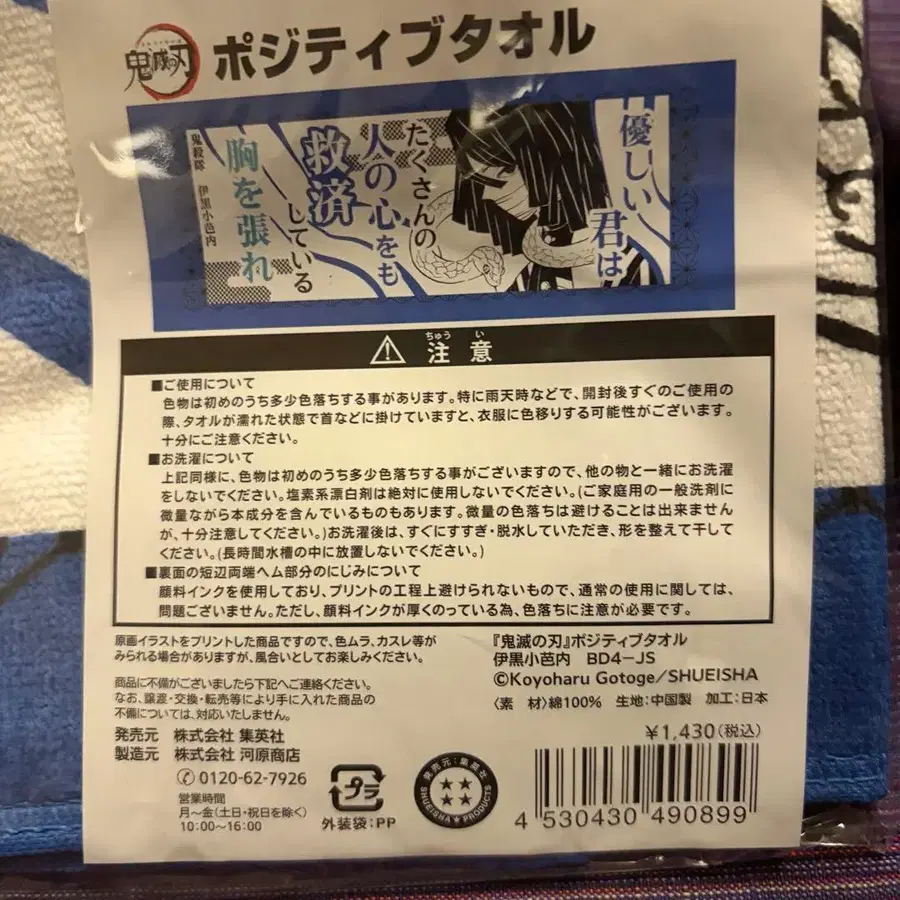 鬼滅の刃 ポジティブタオル
優しい
君は
たくさんの
人の心をも
救済
している
胸を張れ
鬼殺隊 伊黒小芭内
ちゅう い
注意
■ご使用について
色物は初めのうち多少色落ちする事があります。特に雨天時などで、開封後すぐのご使用の
際、タオルが濡れた状態で首などに掛けていますと、衣服に色移りする可能性がございます。
十分にご注意ください。
■お洗濯について
上記同様に、色物は初めのうち多少色落ちする事がございますので、他の物と一緒にお洗濯
をしないでください。塩素系漂白剤は絶対に使用しないでください。(ご家庭用の一般洗剤に
微量ながら本成分を含んでいるものもあります。微量の色落ちは避けることは出来ません
が、十分注意してください。)お洗濯後は、すぐにすすぎ・脱水していただき、形を整えて干して
ください。(長時間水槽の中に放置しないでください。)
■裏面の短辺両端ヘム部分のにじみについて
顔料インクを使用しており、プリントの工程上避けられないもので、通常の使用に関しては、
問題ございません。ただし、顔料インクが厚くのっている為、色落ちに注意が必要です。
原画イラストをプリントした商品ですので、色ムラ、カスレ等が
みられる場合がありますが、風合いとしてお楽しみください。
商品に不備がございましたら下記へご連絡ください。
なお、譲渡・交換・転売等により手に入れた商品の
不備については、対応いたしません。
発売元 株式会社 集英社
製造元 株式会社 河原商店
0120-62-7926
営業時間
月~金(土日・祝日を除く)
10:00~16:00
プラ
外装袋:PP
発売元:集英社
SHUEISHA★PRODUCTS
『鬼滅の刃』ポジティブタオル
伊黒小芭内 BD4-JS
©Koyoharu Gotoge/SHUEISHA
〈素 材〉綿100% 生地:中国製 加工:日本
¥1,430(税込)
4 530430 490899